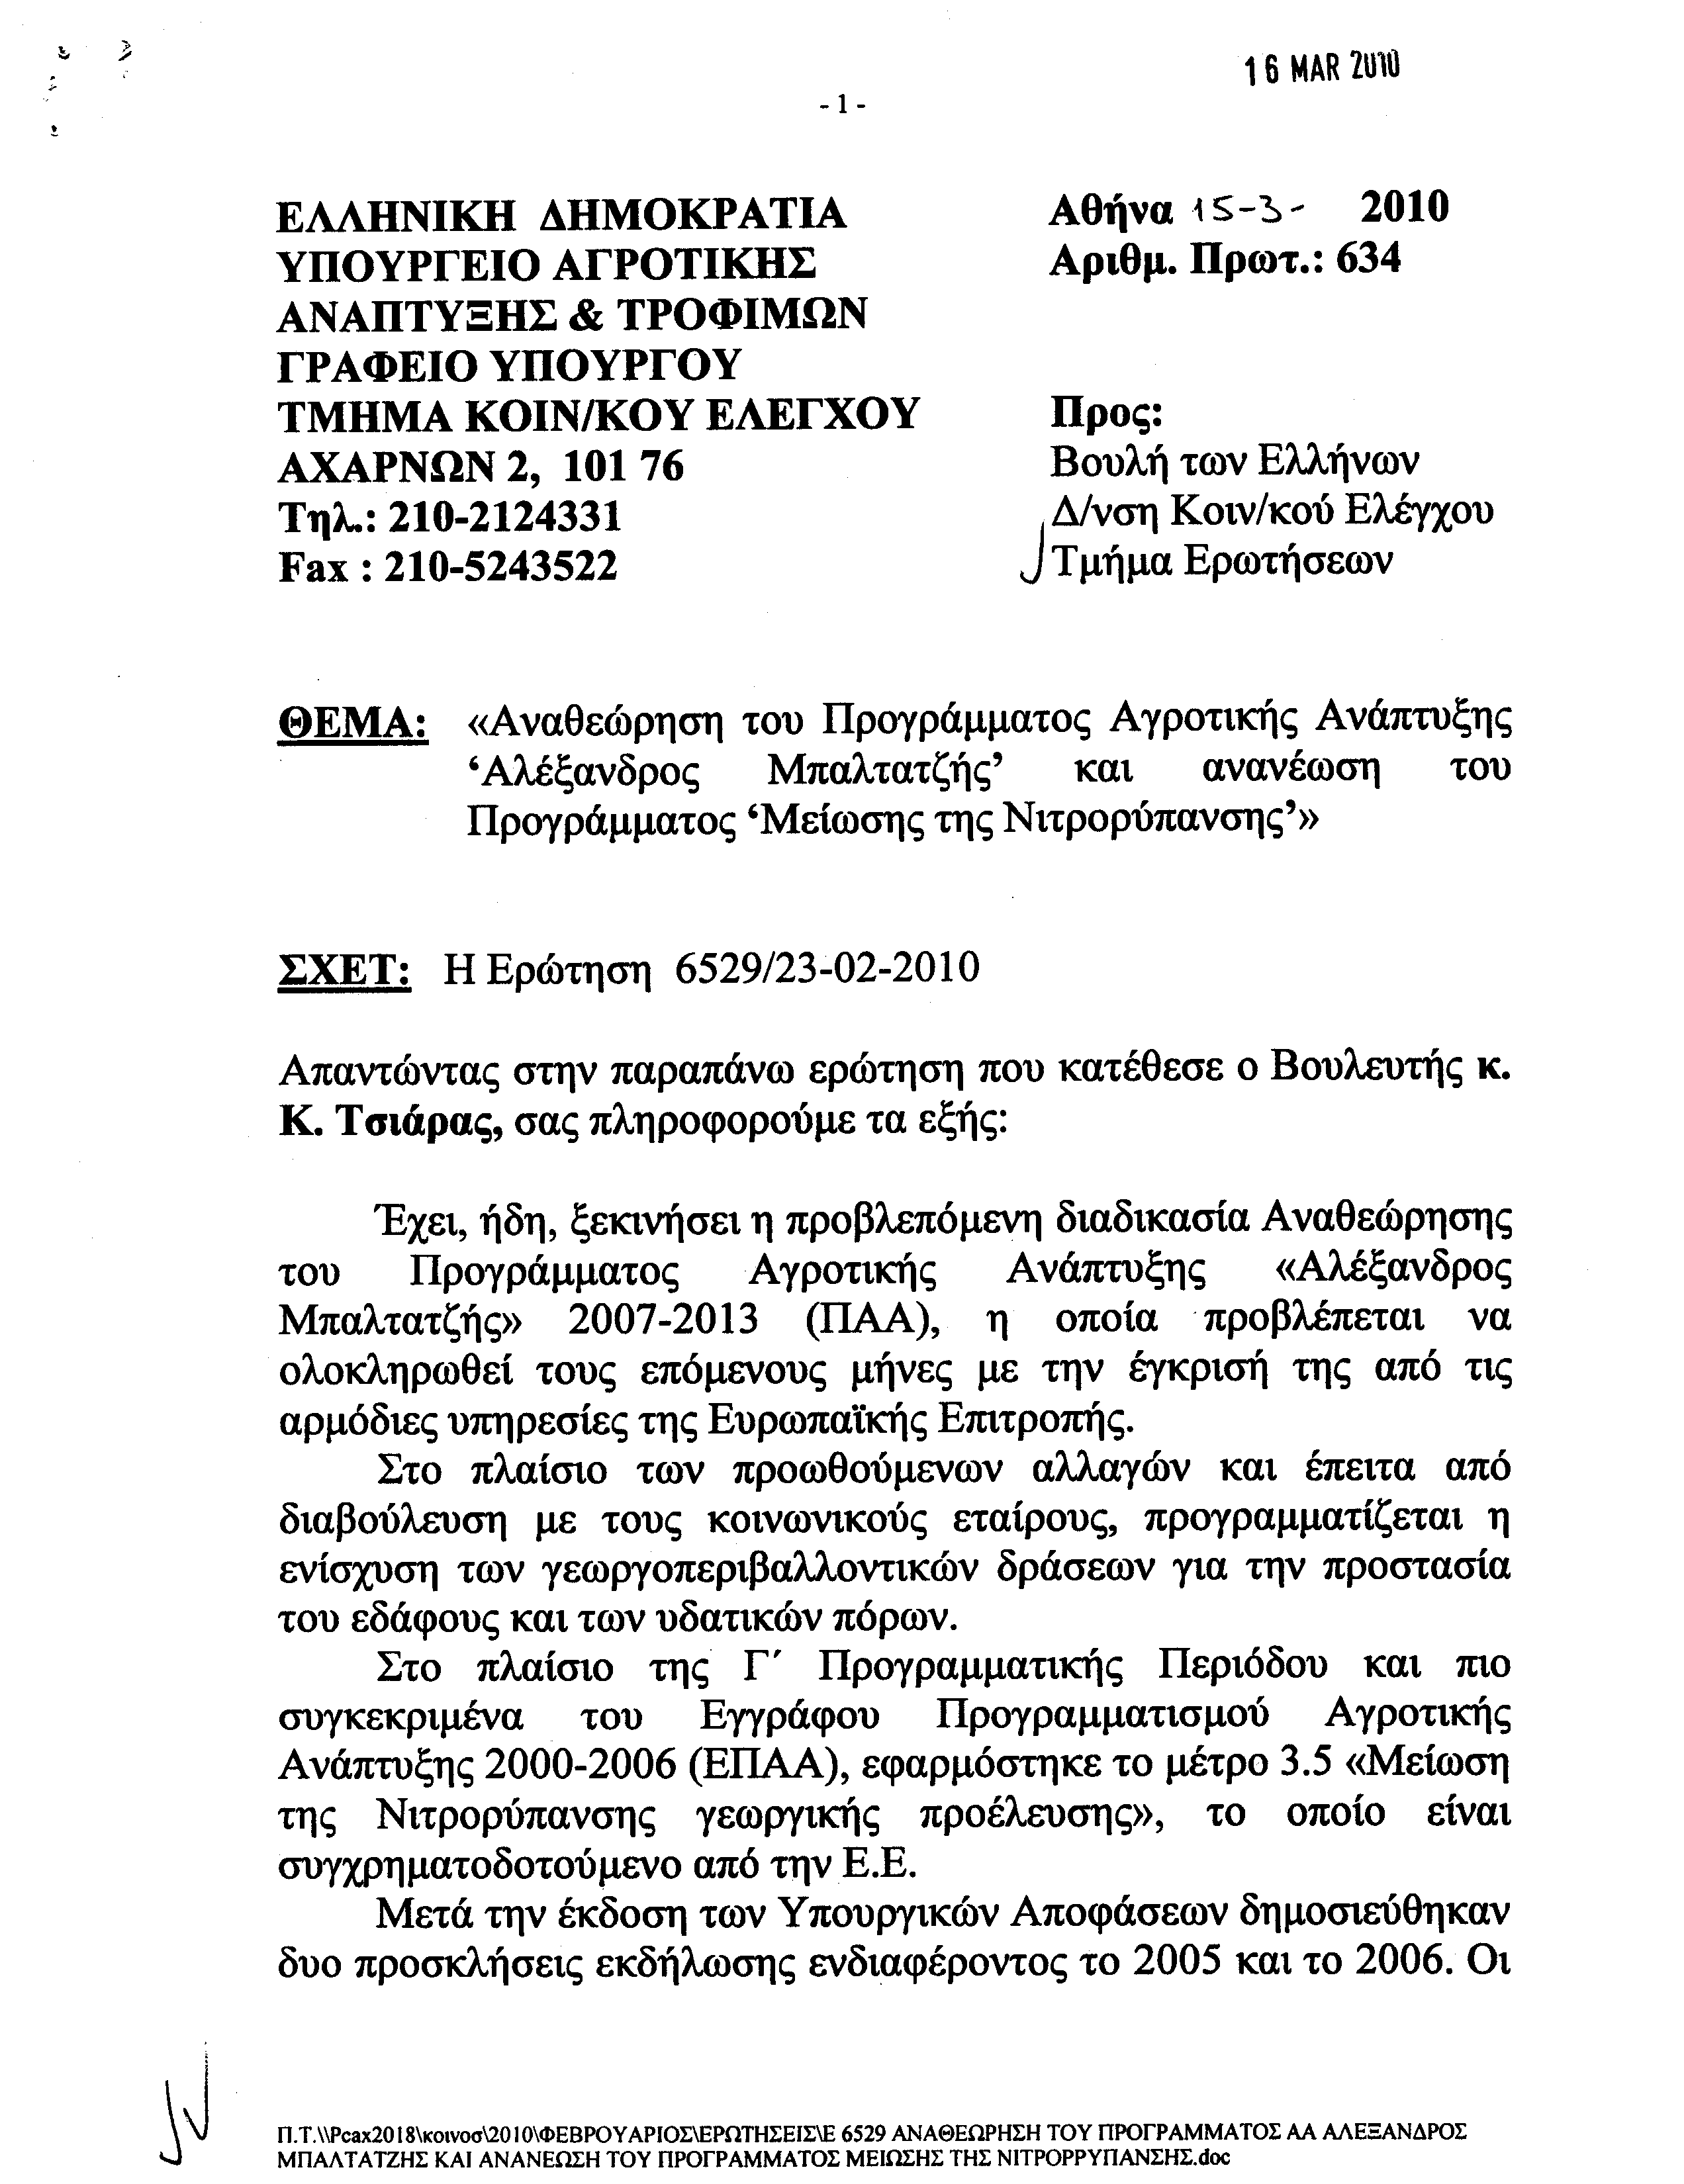 16 MAR 2010
- 1 -
ΕΛΛΗΝΙΚΗ ΔΗΜΟΚΡΑΤΙΑ
ΥΠΟΥΡΓΕΙΟ ΑΓΡΟΤΙΚΗΣ
ΑΝΑΠΤΥΞΗΣ & ΤΡΟΦΙΜΩΝ
ΓΡΑΦΕΙΟ ΥΠΟΥΡΓΟΥ
ΤΜΗΜΑ ΚΟΙΝ/ΚΟΥ ΕΛΕΓΧΟΥ
ΑΧΑΡΝΩΝ 2, 101 76
Τηλ.: 210-2124331
Fax : 210-5243522
Αθήνα 15-3- 2010
Αριθμ. Πρωτ.: 634
Προς:
Βουλή των Ελλήνων
Δ/νση Κοιν/κού Ελέγχου
Τμήμα Ερωτήσεων
ΘΕΜΑ: «Αναθεώρηση του Προγράμματος Αγροτικής Ανάπτυξης
‘Αλέξανδρος Μπαλτατζής’ και ανανέωση του
Προγράμματος ‘Μείωσης της Νιτρορύπανσης’»
ΣΧΕΤ: Η Ερώτηση 6529/23-02-2010
Απαντώντας στην παραπάνω ερώτηση που κατέθεσε ο Βουλευτής κ.
Κ. Τσιάρας, σας πληροφορούμε τα εξής:
Έχει, ήδη, ξεκινήσει η προβλεπόμενη διαδικασία Αναθεώρησης
του Προγράμματος Αγροτικής Ανάπτυξης «Αλέξανδρος
Μπαλτατζής» 2007-2013 (ΠΑΑ), η οποία προβλέπεται να
ολοκληρωθεί τους επόμενους μήνες με την έγκρισή της από τις
αρμόδιες υπηρεσίες της Ευρωπαϊκής Επιτροπής.
Στο πλαίσιο των προωθούμενων αλλαγών και έπειτα από
διαβούλευση με τους κοινωνικούς εταίρους, προγραμματίζεται η
ενίσχυση των γεωργοπεριβαλλοντικών δράσεων για την προστασία
του εδάφους και των υδατικών πόρων.
Στο πλαίσιο της Γ΄ Προγραμματικής Περιόδου και πιο
συγκεκριμένα του Εγγράφου Προγραμματισμού Αγροτικής
Ανάπτυξης 2000-2006 (ΕΠΑΑ), εφαρμόστηκε το μέτρο 3.5 «Μείωση
της Νιτρορύπανσης γεωργικής προέλευσης», το οποίο είναι
συγχρηματοδοτούμενο από την Ε.Ε.
Μετά την έκδοση των Υπουργικών Αποφάσεων δημοσιεύθηκαν
δυο προσκλήσεις εκδήλωσης ενδιαφέροντος το 2005 και το 2006. Οι
Π.Τ.\\Pcax2018\κοινοσ\2010\ΦΕΒΡΟΥΑΡΙΟΣ\ΕΡΩΤΗΣΕΙΣ\Ε 6529 ΑΝΑΘΕΩΡΗΣΗ ΤΟΥ ΠΡΟΓΡΑΜΜΑΤΟΣ ΑΑ ΑΛΕΞΑΝΔΡΟΣ
ΜΠΑΛΤΑΤΖΗΣ ΚΑΙ ΑΝΑΝΕΩΣΗ ΤΟΥ ΠΡΟΓΡΑΜΜΑΤΟΣ ΜΕΙΩΣΗΣ ΤΗΣ ΝΙΤΡΟΡΡΥΠΑΝΣΗΣ.doc